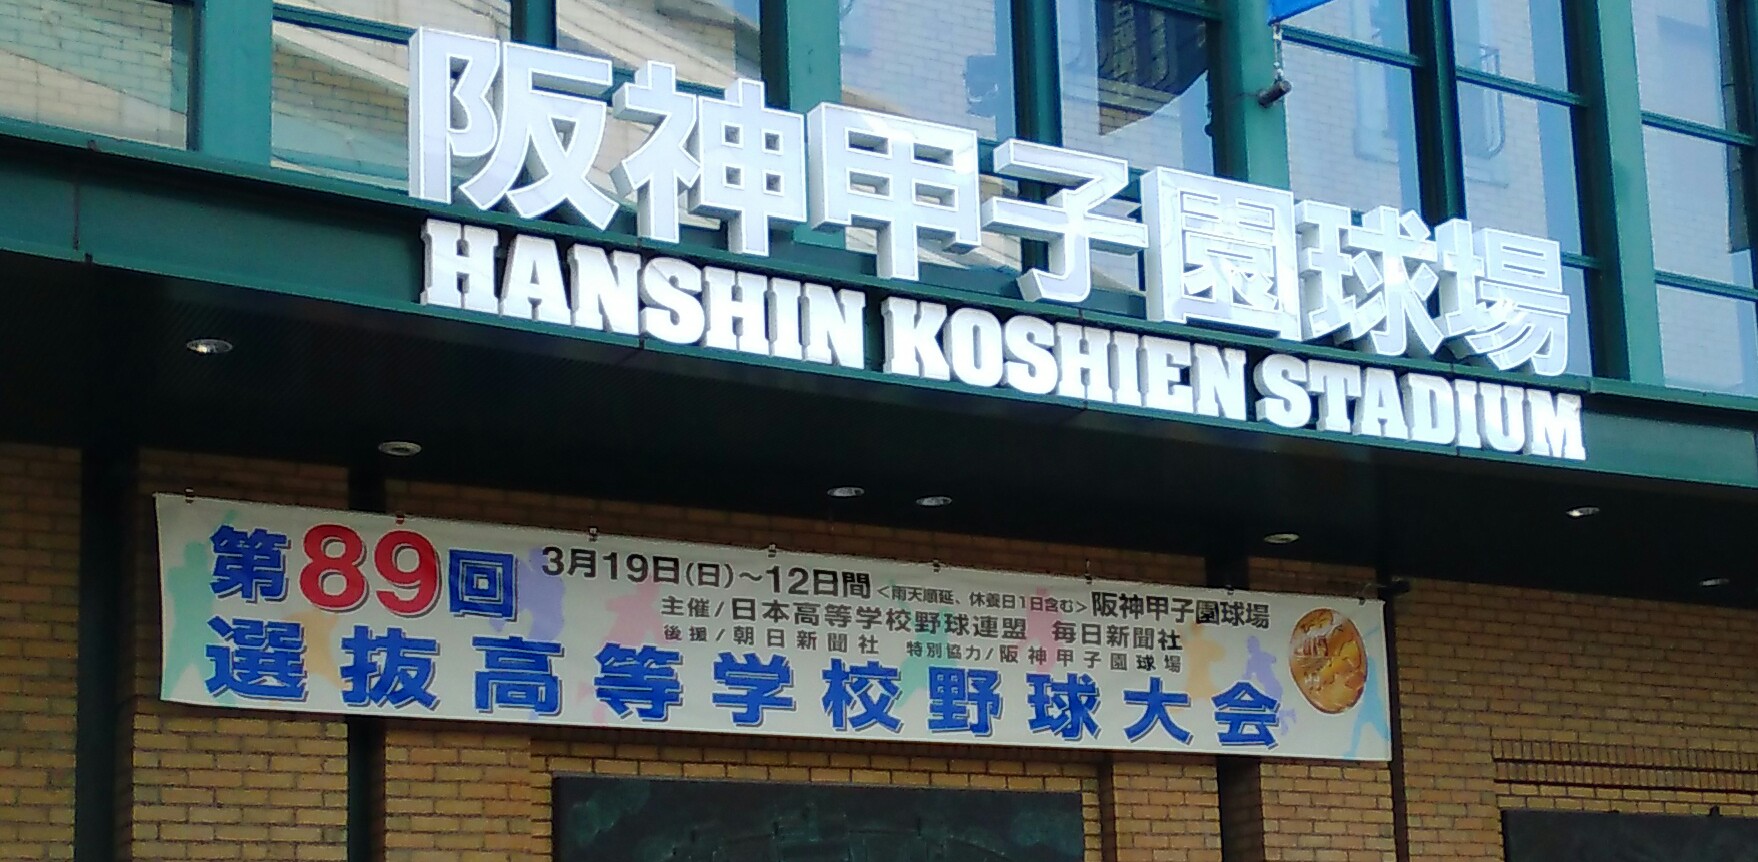 阪神甲子園球場
HANSHIN KOSHIEN STADIUM
第89回
3月19日(日)～12日間<雨天順延、休養日1日含む>阪神甲子園球場
主催/日本高等学校野球連盟 毎日新聞社
後援/朝日新聞社 特別協力/阪神甲子園球場
選抜高等学校野球大会